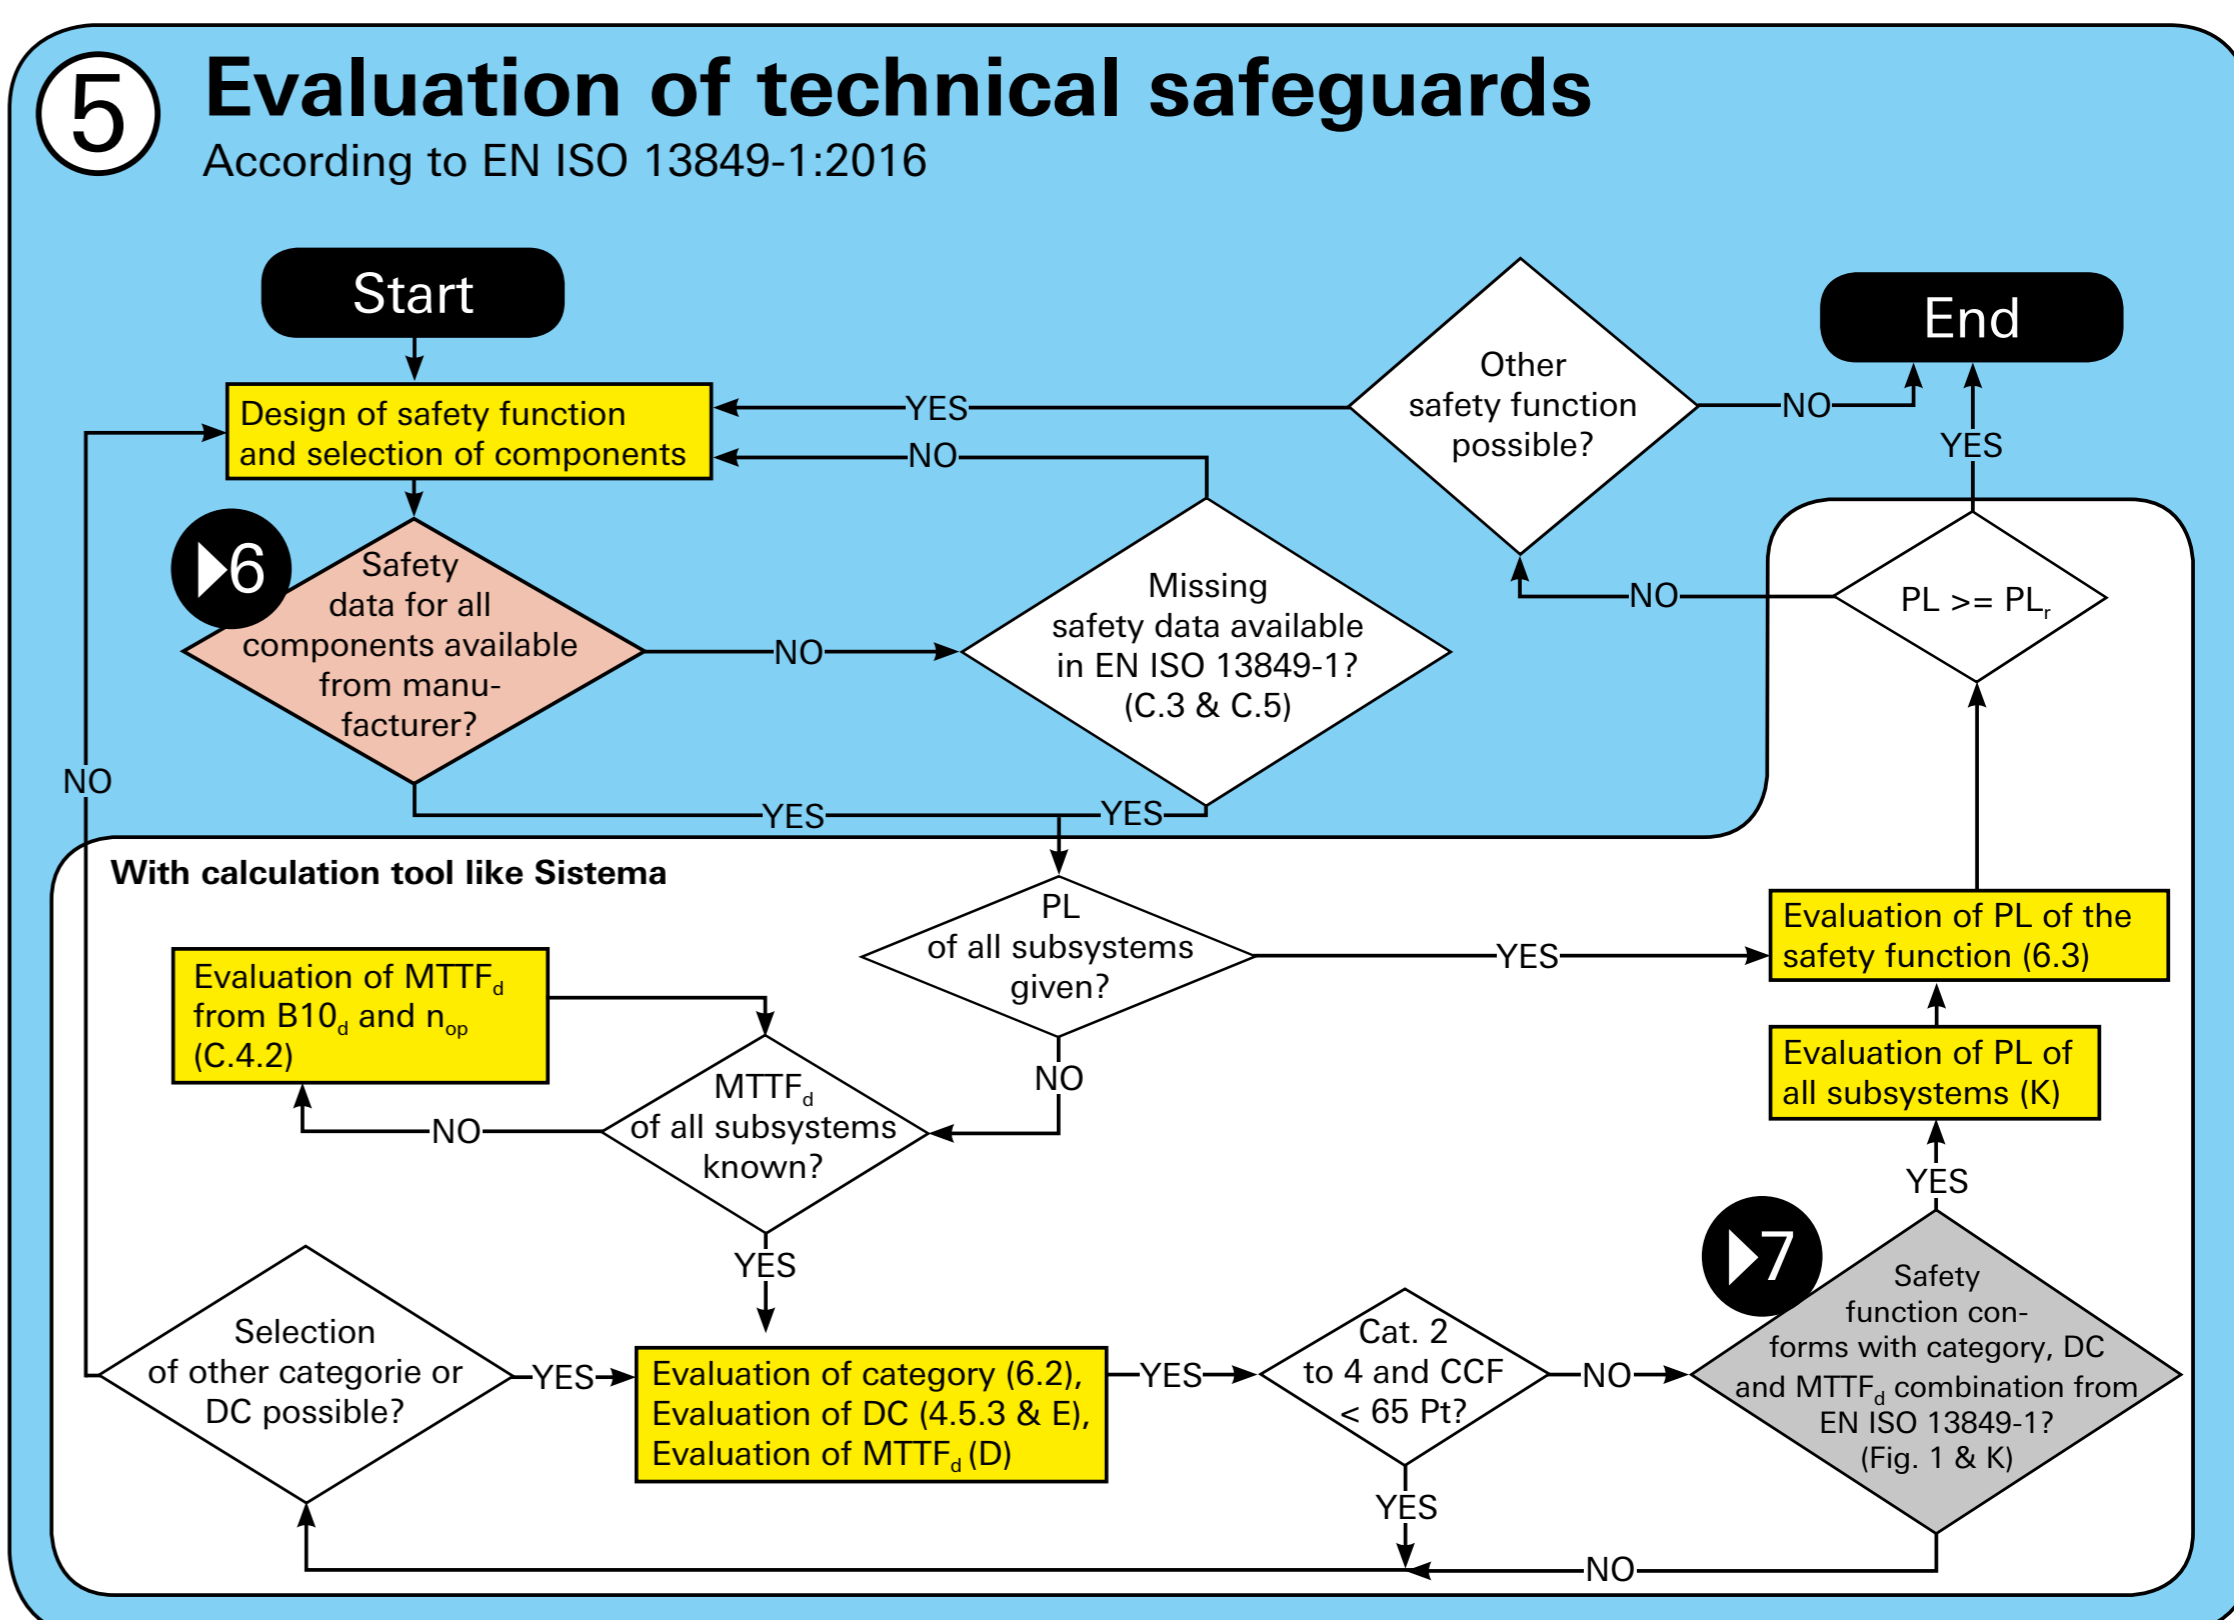 5
Evaluation of technical safeguards
According to EN ISO 13849-1:2016
Start
End
Design of safety function
and selection of components
YES
NO
Other
safety function
possible?
NO
YES
▶6
Safety
data for all
components available
from manu-
facturer?
NO
Missing
safety data available
in EN ISO 13849-1?
(C.3 & C.5)
NO
PL >= PLr
NO
YES
YES
With calculation tool like Sistema
PL
of all subsystems
given?
YES
NO
Evaluation of PL of the
safety function (6.3)
Evaluation of MTTFd
from B10d and nop
(C.4.2)
NO
MTTFd
of all subsystems
known?
YES
Evaluation of PL of
all subsystems (K)
YES
Selection
of other categorie or
DC possible?
YES
Evaluation of category (6.2),
Evaluation of DC (4.5.3 & E),
Evaluation of MTTFd (D)
YES
Cat. 2
to 4 and CCF
< 65 Pt?
NO
YES
▶7
Safety
function con-
forms with category, DC
and MTTFd combination from
EN ISO 13849-1?
(Fig. 1 & K)
NO